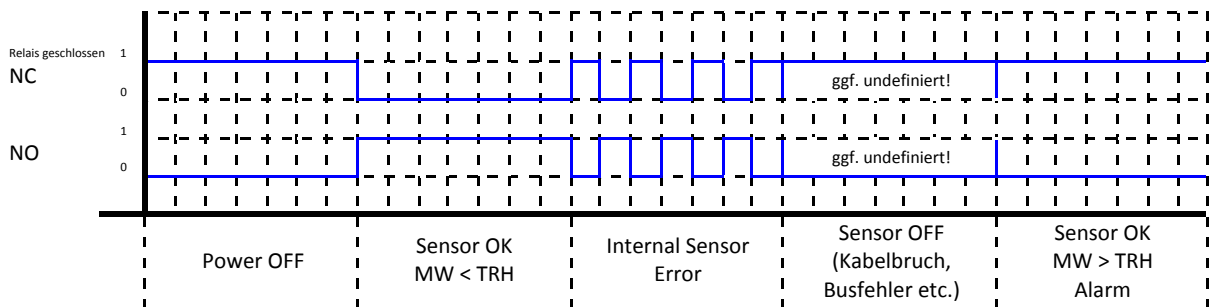 Relais geschlossen 1
NC
0
ggf. undefiniert!
1
NO
0
ggf. undefiniert!
Power OFF
Sensor OK
MW < TRH
Internal Sensor
Error
Sensor OFF
(Kabelbruch,
Busfehler etc.)
Sensor OK
MW > TRH
Alarm